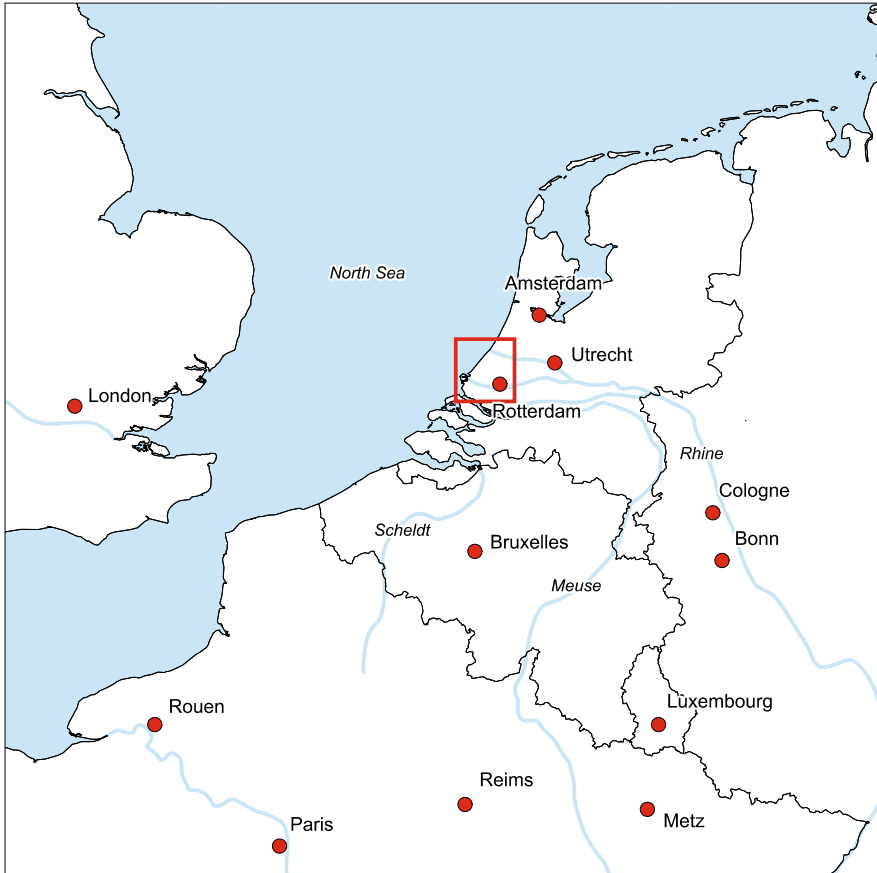 North Sea
Amsterdam
Utrecht
London
Rotterdam
Rhine
Cologne
Scheldt
Bruxelles
Bonn
Meuse
Rouen
Luxembourg
Reims
Metz
Paris